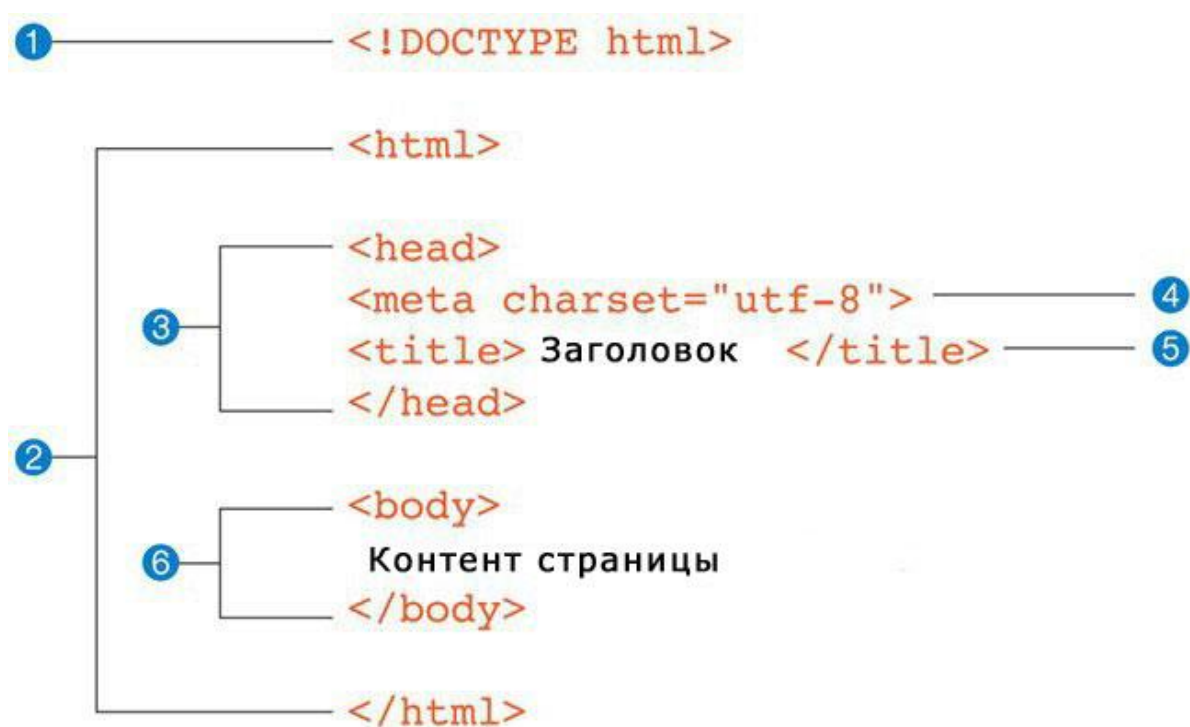 1 <!DOCTYPE html>
<html>
<head>
<meta charset="utf-8"> 4
3
<title> Заголовок </title> 5
</head>
2
<body>
6 Контент страницы
</body>
</html>